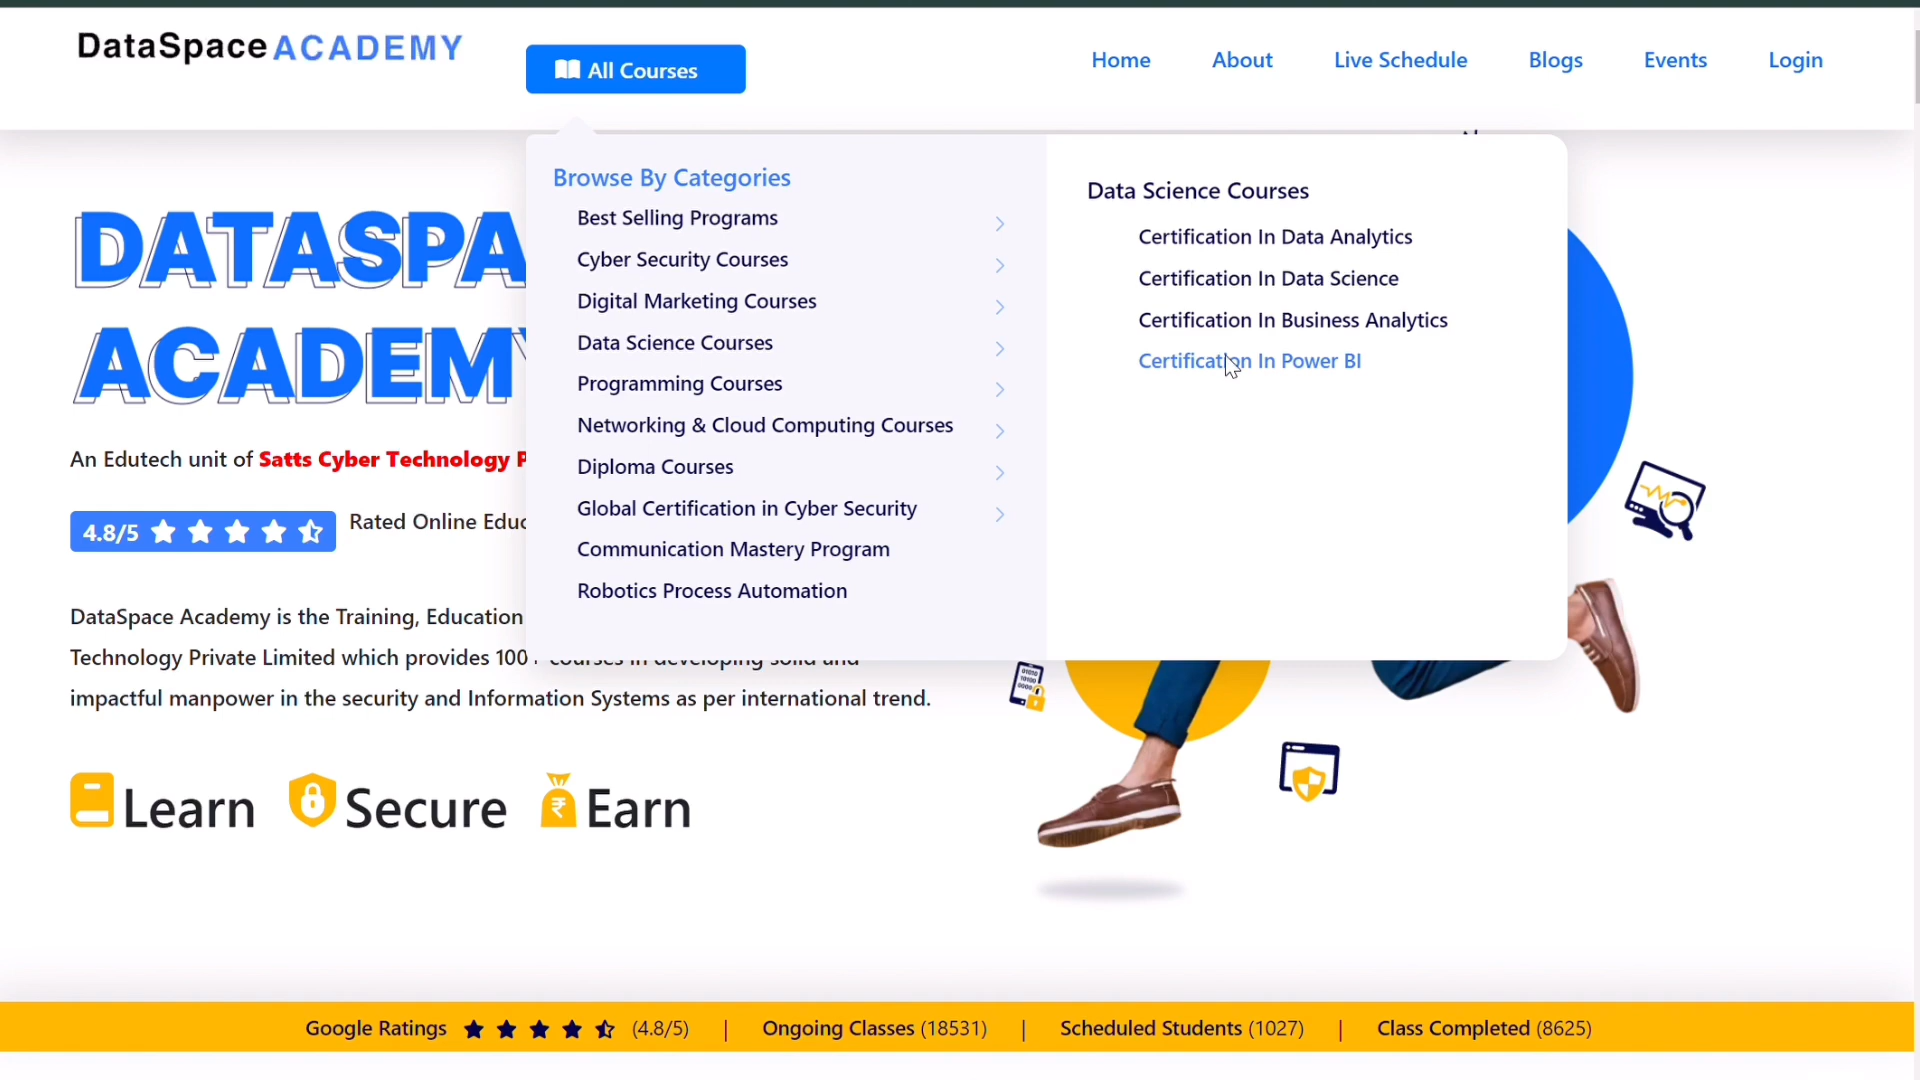 DataSpace ACADEMY
All Courses
Home
About
Live Schedule
Blogs
Events
Login
Browse By Categories
Best Selling Programs
Cyber Security Courses
Digital Marketing Courses
Data Science Courses
Programming Courses
Networking & Cloud Computing Courses
Diploma Courses
Global Certification in Cyber Security
Communication Mastery Program
Robotics Process Automation
Data Science Courses
Certification In Data Analytics
Certification In Data Science
Certification In Business Analytics
Certification In Power BI
DATASPA
ACADEMY
An Edutech unit of Satts Cyber Technology P
4.8/5
Rated Online Educ
DataSpace Academy is the Training, Education
Technology Private Limited which provides 100+ courses in developing solid and
impactful manpower in the security and Information Systems as per international trend.
Learn
Secure
Earn
Google Ratings (4.8/5) | Ongoing Classes (18531) | Scheduled Students (1027) | Class Completed (8625)